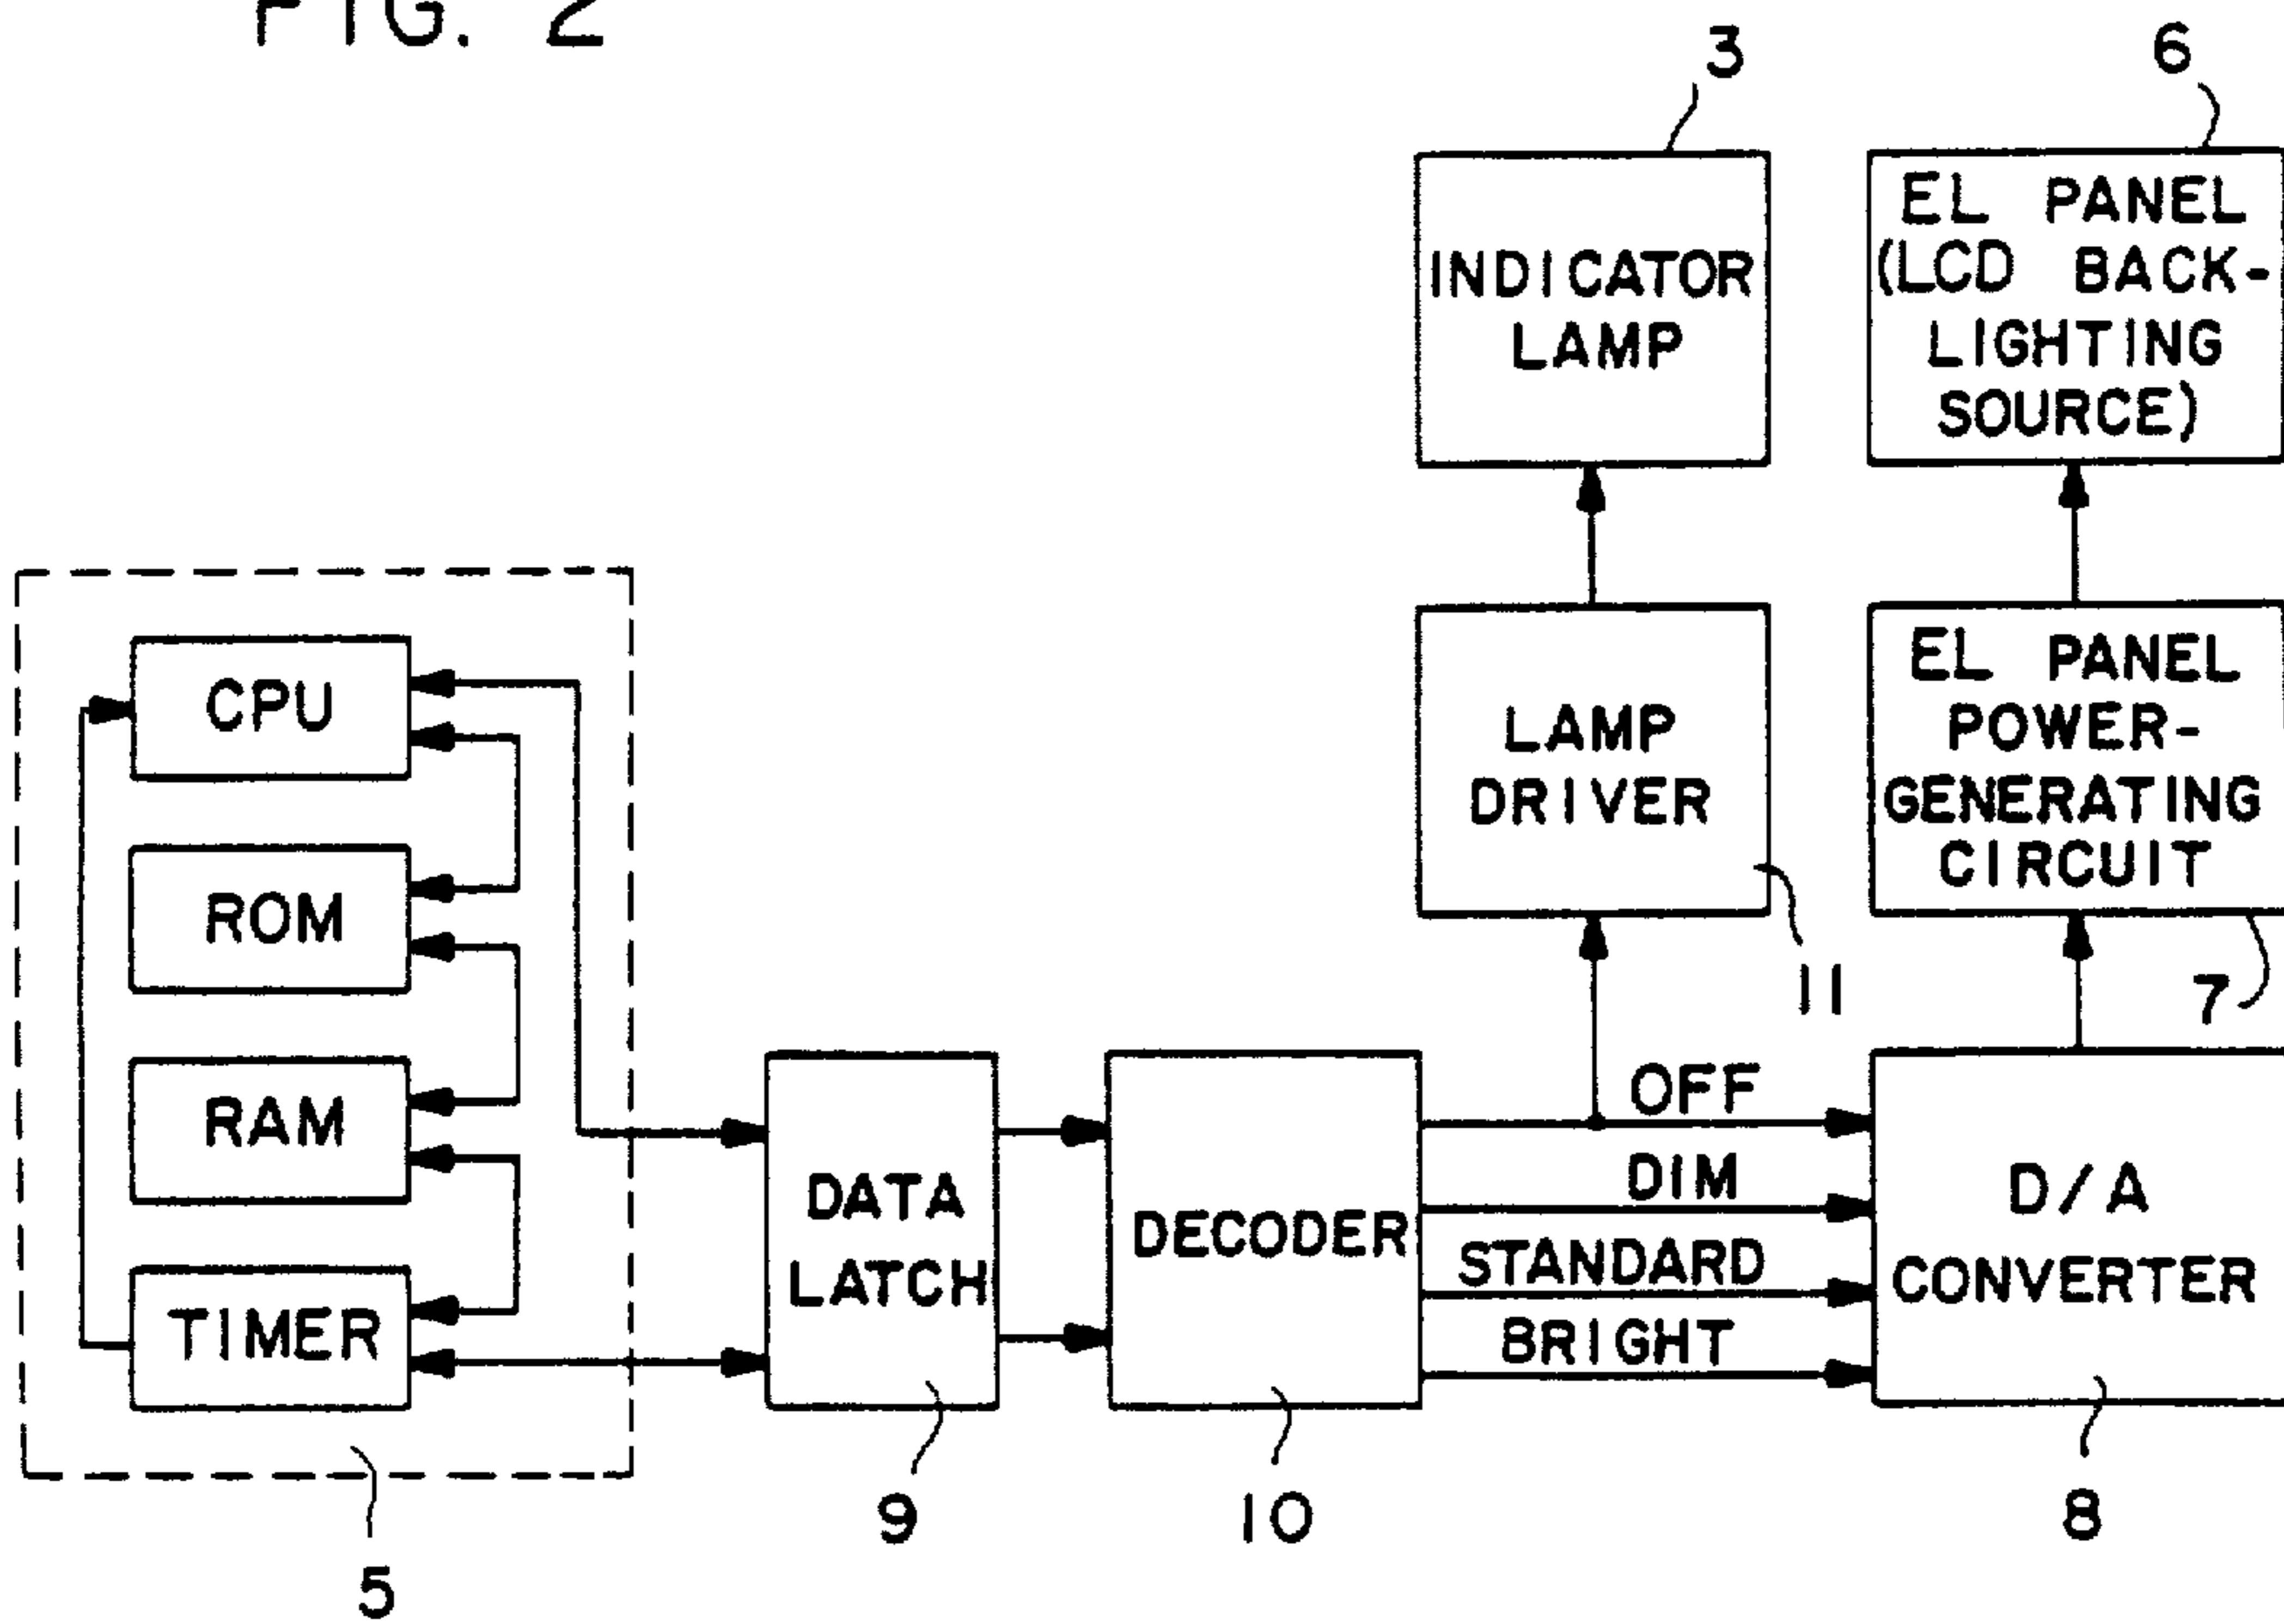 FIG. 2
3
6
INDICATOR
LAMP
EL PANEL
(LCD BACK-
LIGHTING
SOURCE)
CPU
ROM
RAM
TIMER
5
LAMP
DRIVER
11
EL PANEL
POWER-
GENERATING
CIRCUIT
7
DATA
LATCH
9
DECODER
10
OFF
DIM
STANDARD
BRIGHT
D/A
CONVERTER
8